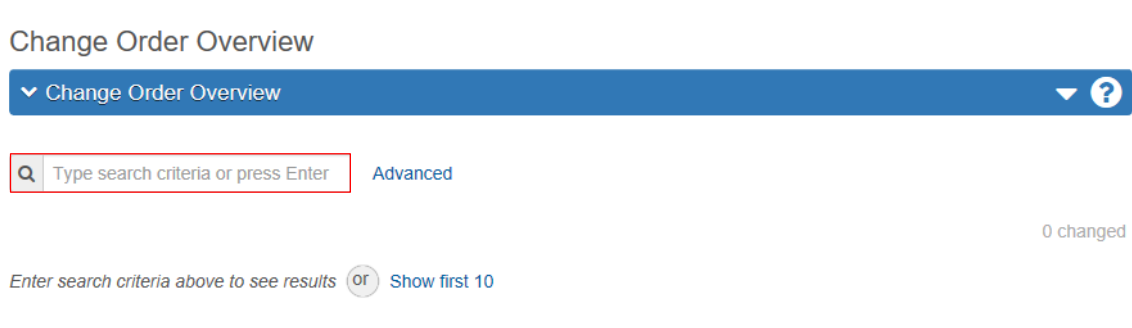 Change Order Overview
Change Order Overview ?
Type search criteria or press Enter Advanced
0 changed
Enter search criteria above to see results or Show first 10